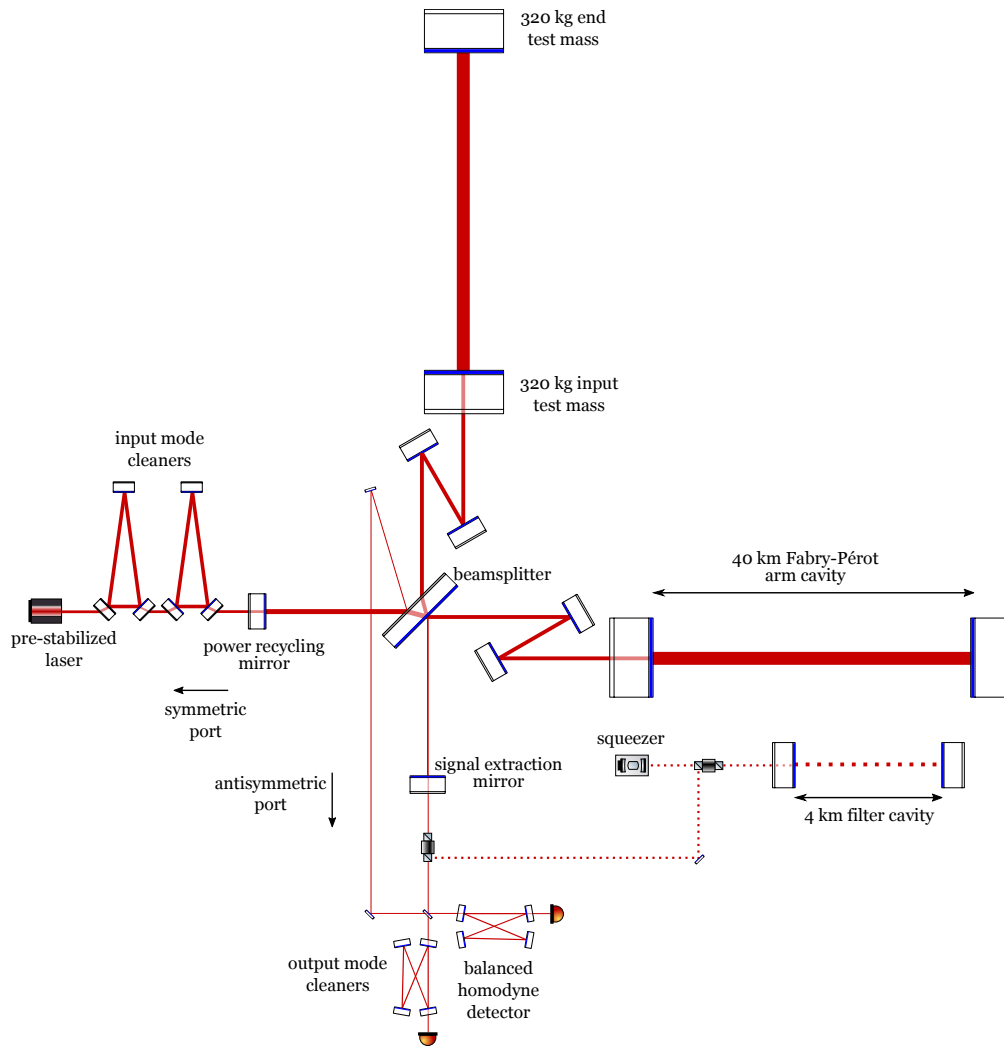 320 kg end
test mass
320 kg input
test mass
input mode
cleaners
beamsplitter
40 km Fabry-Pérot
arm cavity
pre-stabilized
laser
power recycling
mirror
symmetric
port
squeezer
signal extraction
mirror
antisymmetric
port
4 km filter cavity
output mode
cleaners
balanced
homodyne
detector